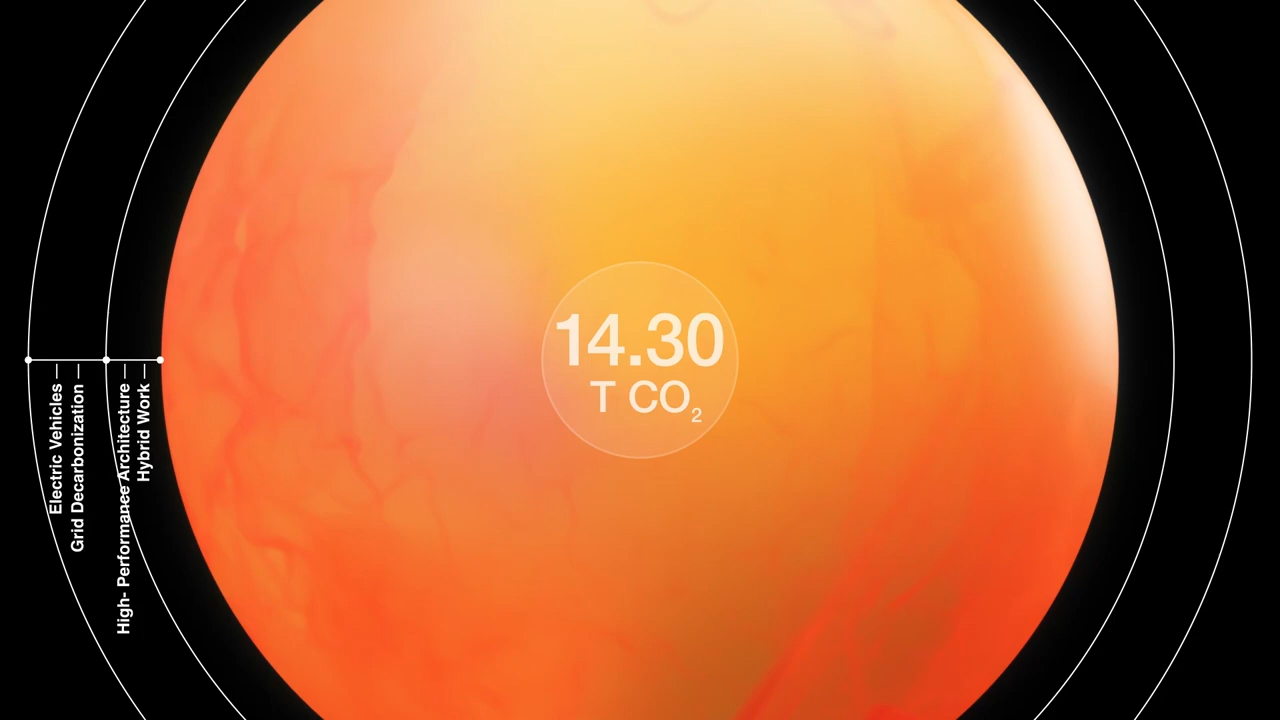 14.30
T CO₂
Electric Vehicles —
Grid Decarbonization —
High- Performance Architecture —
Hybrid Work —